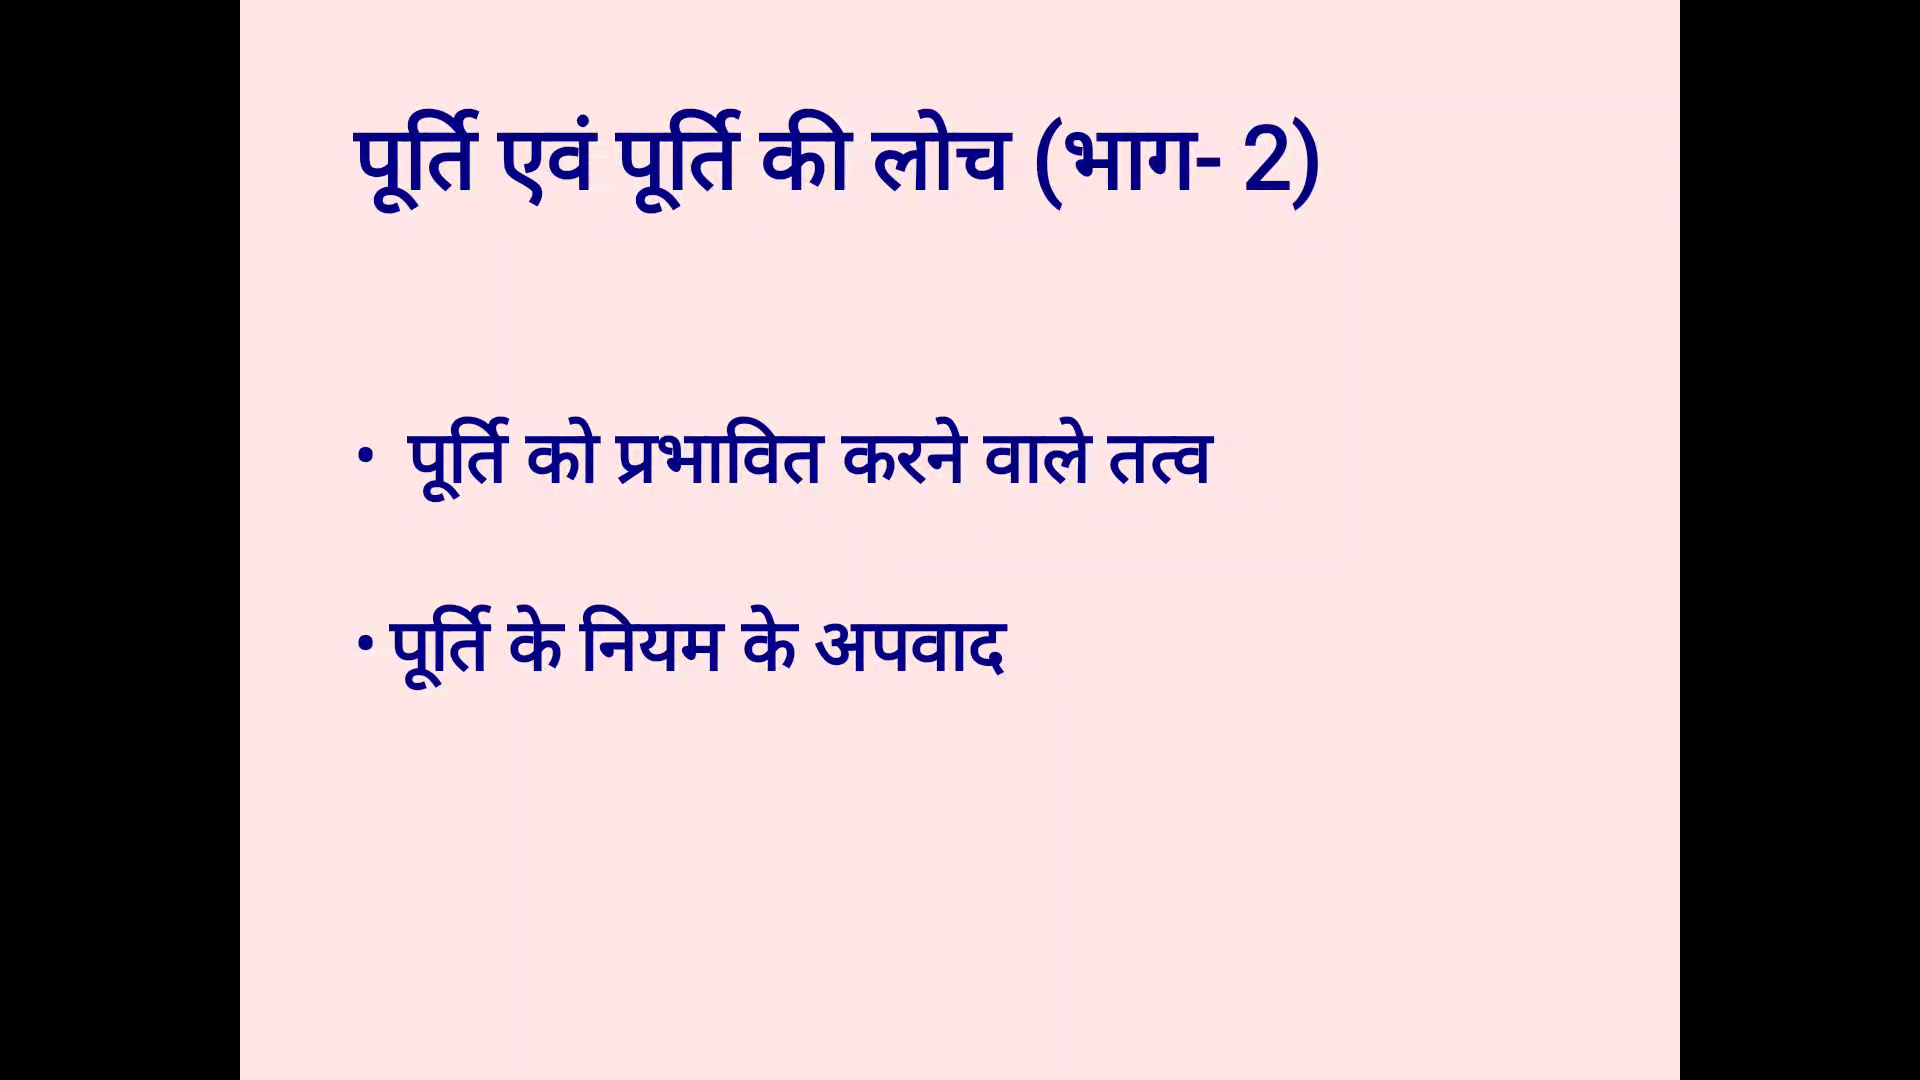 पूर्ति एवं पूर्ति की लोच (भाग- 2)
• पूर्ति को प्रभावित करने वाले तत्व
• पूर्ति के नियम के अपवाद